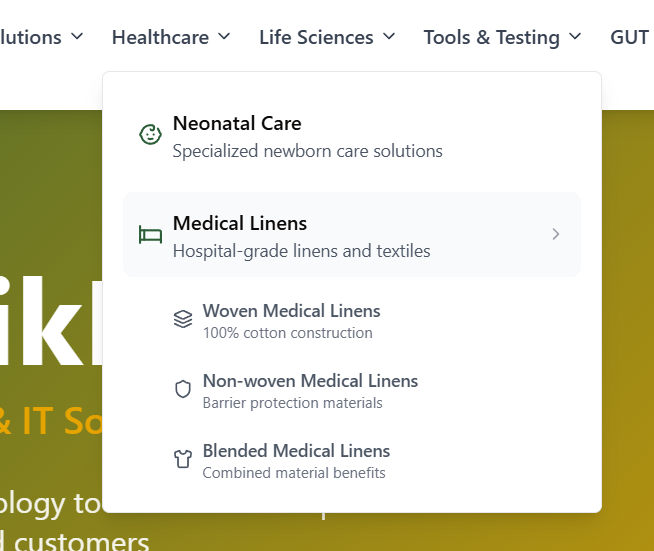 lutions Healthcare Life Sciences Tools & Testing GUT
Neonatal Care
Specialized newborn care solutions
Medical Linens
Hospital-grade linens and textiles
Woven Medical Linens
100% cotton construction
Non-woven Medical Linens
Barrier protection materials
Blended Medical Linens
Combined material benefits
ik
& IT So
ology to
d customers